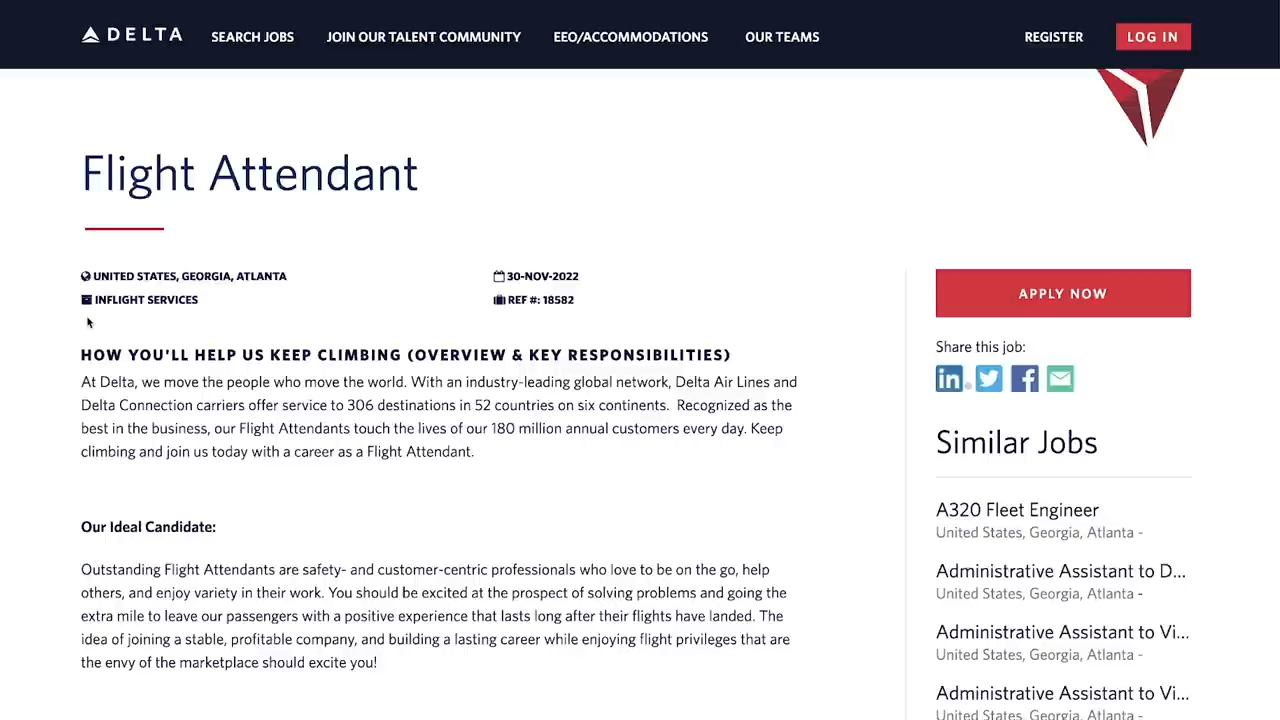 DELTA
SEARCH JOBS
JOIN OUR TALENT COMMUNITY
EEO/ACCOMMODATIONS
OUR TEAMS
REGISTER
LOG IN
Flight Attendant
UNITED STATES, GEORGIA, ATLANTA
30-NOV-2022
INFLIGHT SERVICES
REF #: 18582
HOW YOU'LL HELP US KEEP CLIMBING (OVERVIEW & KEY RESPONSIBILITIES)
At Delta, we move the people who move the world. With an industry-leading global network, Delta Air Lines and
Delta Connection carriers offer service to 306 destinations in 52 countries on six continents. Recognized as the
best in the business, our Flight Attendants touch the lives of our 180 million annual customers every day. Keep
climbing and join us today with a career as a Flight Attendant.
Our Ideal Candidate:
Outstanding Flight Attendants are safety- and customer-centric professionals who love to be on the go, help
others, and enjoy variety in their work. You should be excited at the prospect of solving problems and going the
extra mile to leave our passengers with a positive experience that lasts long after their flights have landed. The
idea of joining a stable, profitable company, and building a lasting career while enjoying flight privileges that are
the envy of the marketplace should excite you!
APPLY NOW
Share this job:
in
Similar Jobs
A320 Fleet Engineer
United States, Georgia, Atlanta -
Administrative Assistant to D...
United States, Georgia, Atlanta -
Administrative Assistant to Vi...
United States, Georgia, Atlanta -
Administrative Assistant to Vi...
United States, Georgia, Atlanta -